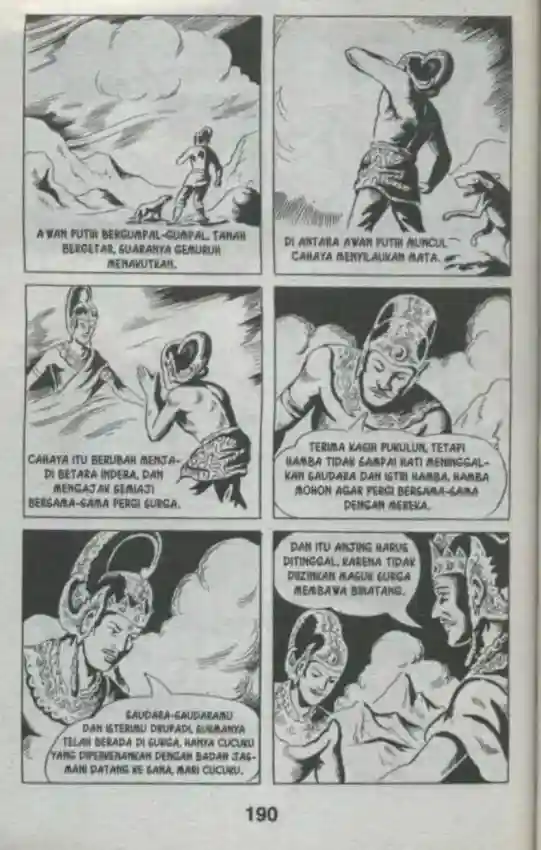 AWAN PUTIH BERGUMPAL-GUMPAL. TANAH
BERGETAR, SUARANYA GEMURUH
MENAKUTKAN.
DI ANTARA AWAN PUTIH MUNCUL
CAHAYA MENYILAUKAN MATA.
CAHAYA ITU BERUBAH MENJA-
DI BETARA INDERA, DAN
MENGAJAK SEMIAJI
BERSAMA-SAMA PERGI SURGA.
TERIMA KASIH PUKULUN, TETAPI
HAMBA TIDAK SAMPAI HATI MENINGGAL-
KAN SAUDARA DAN ISTRI HAMBA, HAMBA
MOHON AGAR PERGI BERSAMA-SAMA
DENGAN MEREKA.
SAUDARA-SAUDARAMU
DAN ISTERIMU DRUPADI, SUKMANYA
TELAH BERADA DI SURGA, HANYA CUCUKU
YANG DIPERKENANKAN DENGAN BADAN JAS-
MANI DATANG KE SANA, MARI CUCUKU.
DAN ITU ANJING HARUS
DITINGGAL, KARENA TIDAK
DIIZINKAN MASUK SURGA
MEMBAWA BINATANG.
190